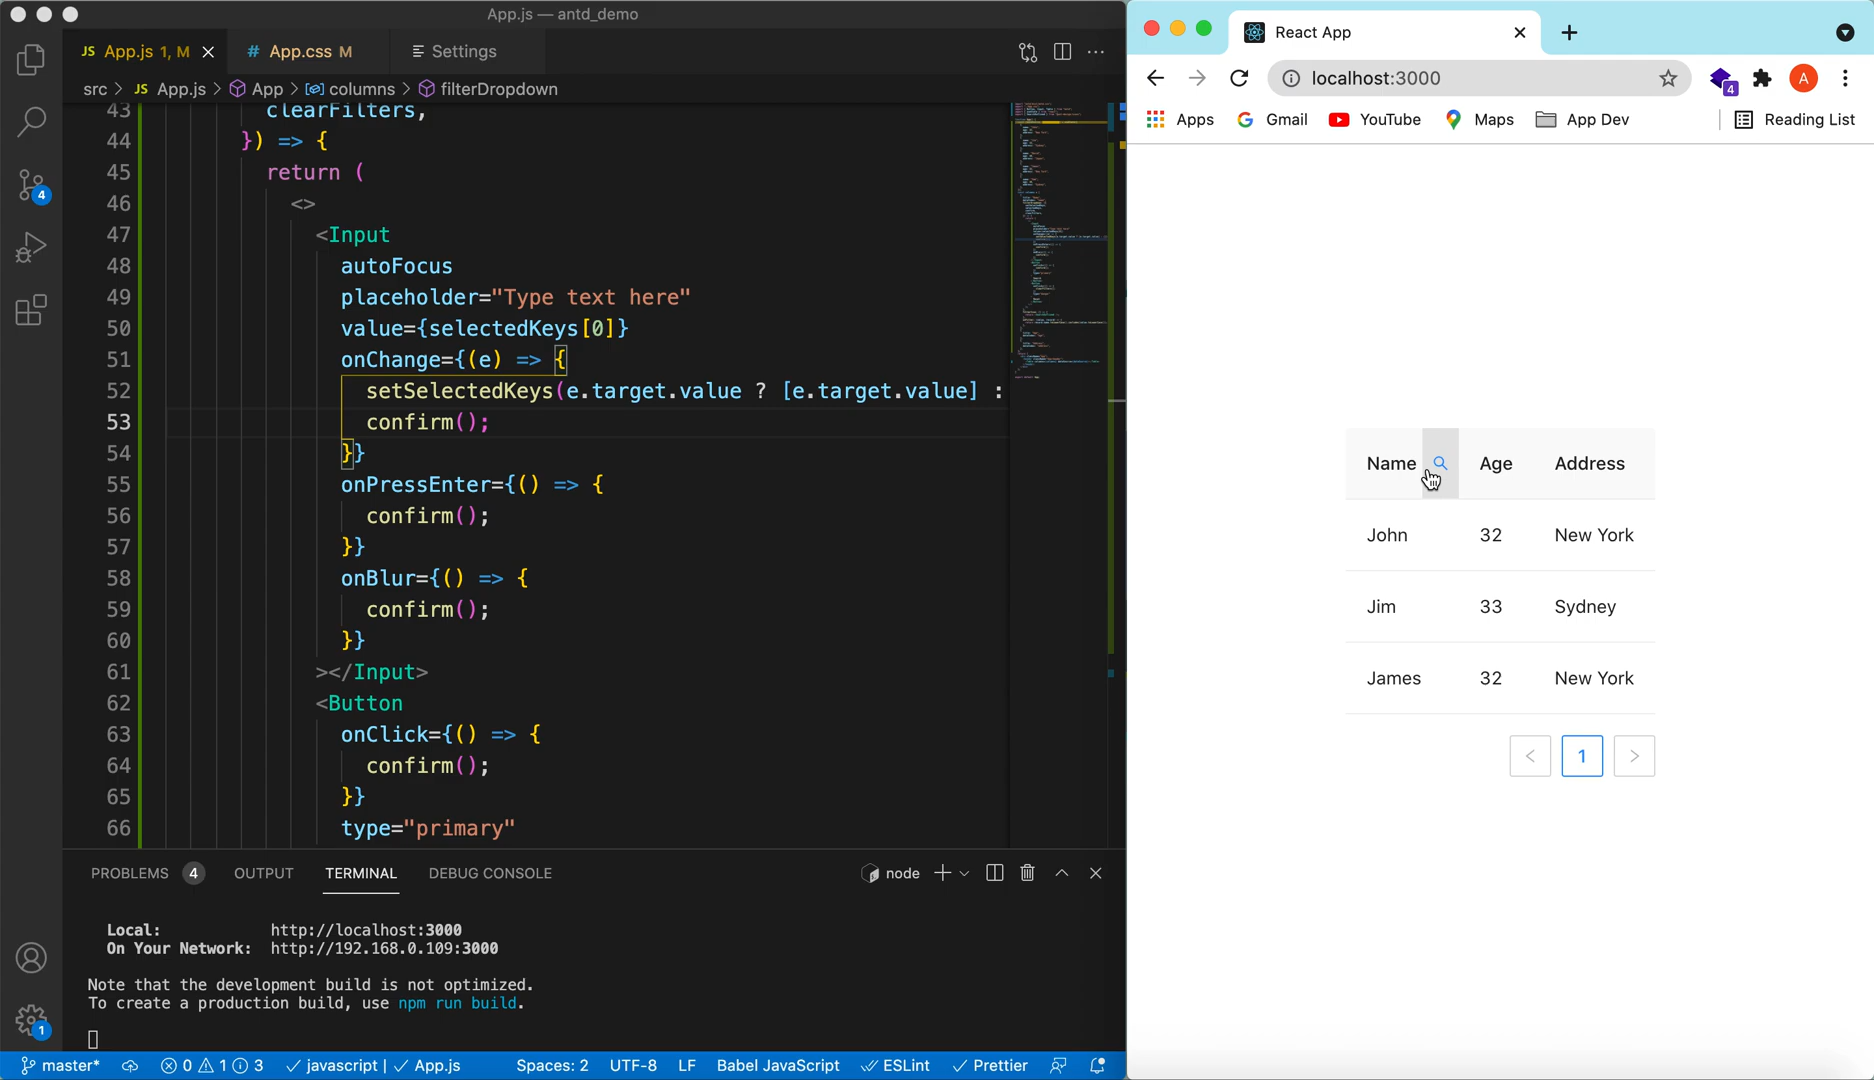 App.js — antd_demo
JS App.js 1, M
# App.css M
Settings
src > JS App.js > App > columns > filterDropdown
43 clearFilters,
44 }) => {
45 return (
46 <>
47 <Input
48 autoFocus
49 placeholder="Type text here"
50 value={selectedKeys[0]}
51 onChange={(e) => {
52 setSelectedKeys(e.target.value ? [e.target.value] :
53 confirm();
54 }}
55 onPressEnter={() => {
56 confirm();
57 }}
58 onBlur={() => {
59 confirm();
60 }}
61 ></Input>
62 <Button
63 onClick={() => {
64 confirm();
65 }}
66 type="primary"
4
1
PROBLEMS 4 OUTPUT TERMINAL DEBUG CONSOLE
node
Local: http://localhost:3000
On Your Network: http://192.168.0.109:3000
Note that the development build is not optimized.
To create a production build, use npm run build.
master* 0 1 3 javascript | App.js Spaces: 2 UTF-8 LF Babel JavaScript ESLint Prettier
React App
localhost:3000
4
A
Apps Gmail YouTube Maps App Dev Reading List
Name Age Address
John 32 New York
Jim 33 Sydney
James 32 New York
< 1 >